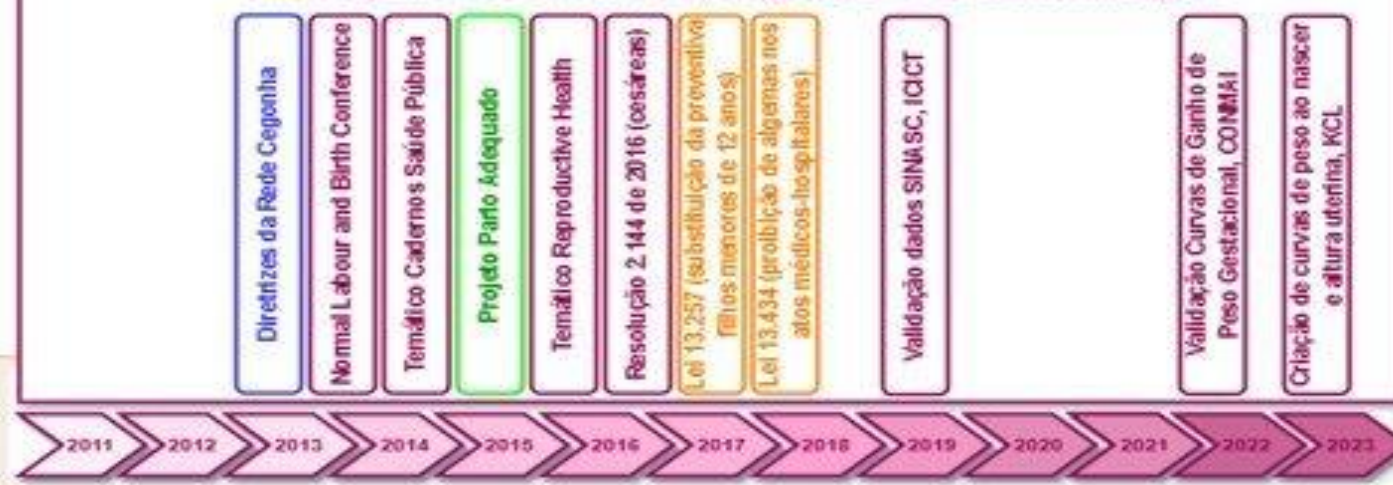 Diretrizes da Rede Cegonha
Normal Labour and Birth Conference
Temático Cadernos Saúde Pública
Projeto Parto Adequado
Temático Reproductive Health
Resolução 2.144 de 2016 (cesáreas)
Lei 13.257 (substituição da preventiva
filhos menores de 12 anos)
Lei 13.434 (proibição de algemas nos
atos médicos-hospitalares)
Validação dados SINASC, ICICT
Validação Curvas de Ganho de
Peso Gestacional, CONMAI
Criação de curvas de peso ao nascer
e altura uterina, KCL
2011
2012
2013
2014
2015
2016
2017
2018
2019
2020
2021
2022
2023